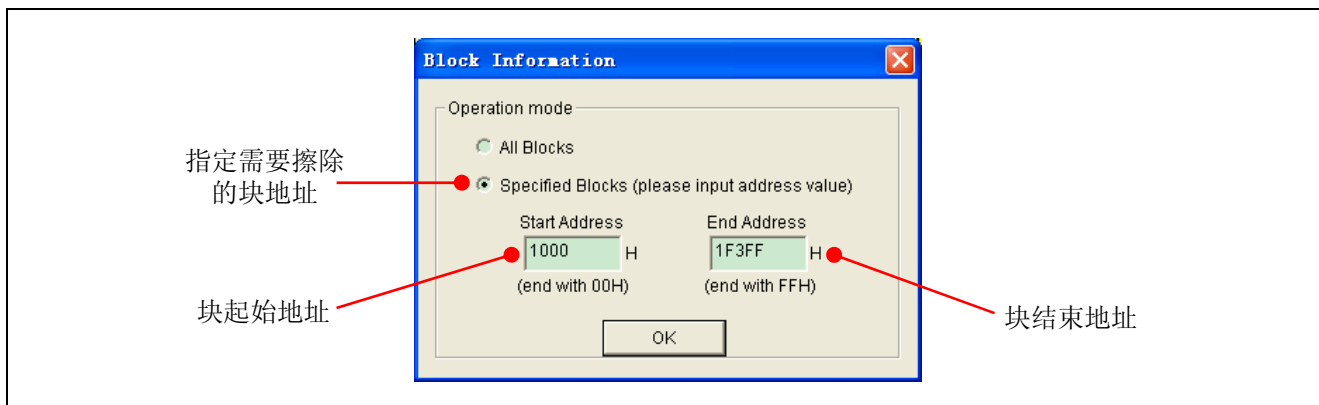 Block Information
Operation mode
All Blocks
指定需要擦除
的块地址
Specified Blocks (please input address value)
Start Address
End Address
1000
H
1F3FF
H
(end with 00H)
(end with FFH)
块起始地址
块结束地址
OK